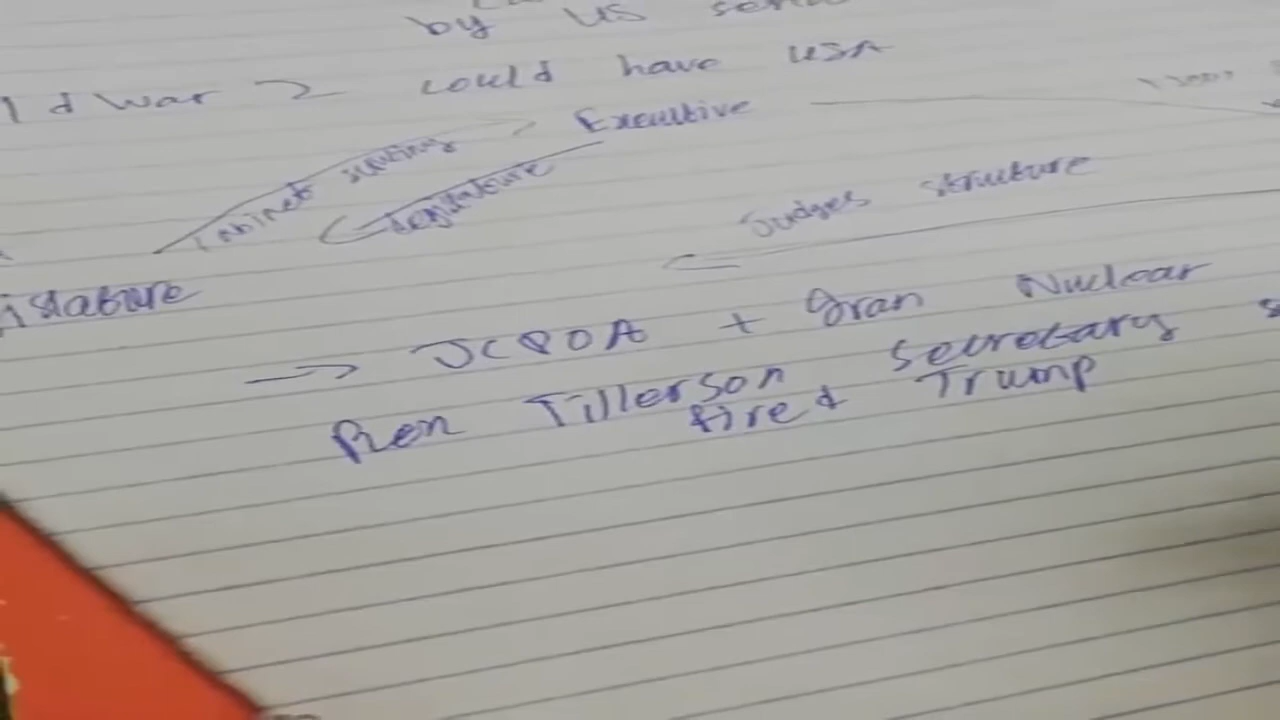 by US
War 2 could have USA
Executive
Cabinet scrutiny
legislature
Judges structure
islature
→ JCPOA + Iran Nuclear
Rex Tillerson Secretary S
fired Trump